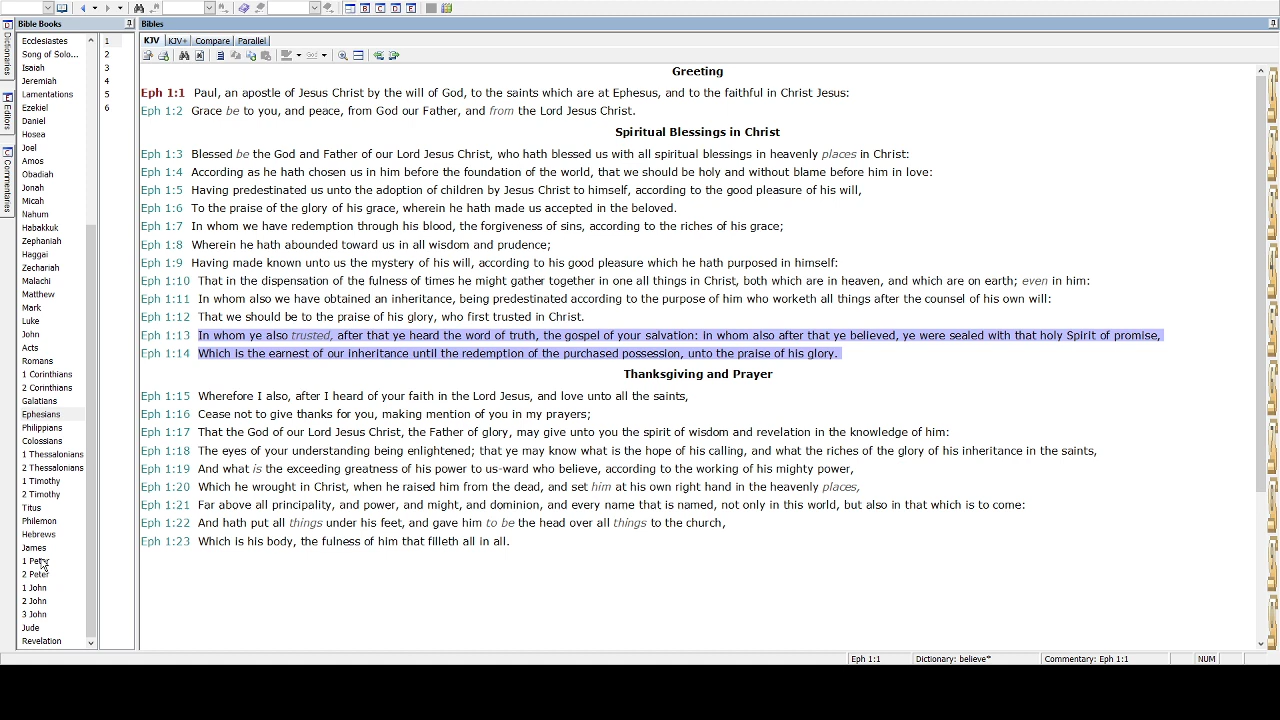 Bible Books
Bibles
Dictionaries
Editors
Commentaries
B C D E
KJV KJV+ Compare Parallel
Ecclesiastes
Song of Solo...
Isaiah
Jeremiah
Lamentations
Ezekiel
Daniel
Hosea
Joel
Amos
Obadiah
Jonah
Micah
Nahum
Habakkuk
Zephaniah
Haggai
Zechariah
Malachi
Matthew
Mark
Luke
John
Acts
Romans
1 Corinthians
2 Corinthians
Galatians
Ephesians
Philippians
Colossians
1 Thessalonians
2 Thessalonians
1 Timothy
2 Timothy
Titus
Philemon
Hebrews
James
1 Peter
2 Peter
1 John
2 John
3 John
Jude
Revelation
1
2
3
4
5
6
Greeting
Eph 1:1 Paul, an apostle of Jesus Christ by the will of God, to the saints which are at Ephesus, and to the faithful in Christ Jesus:
Eph 1:2 Grace be to you, and peace, from God our Father, and from the Lord Jesus Christ.
Spiritual Blessings in Christ
Eph 1:3 Blessed be the God and Father of our Lord Jesus Christ, who hath blessed us with all spiritual blessings in heavenly places in Christ:
Eph 1:4 According as he hath chosen us in him before the foundation of the world, that we should be holy and without blame before him in love:
Eph 1:5 Having predestinated us unto the adoption of children by Jesus Christ to himself, according to the good pleasure of his will,
Eph 1:6 To the praise of the glory of his grace, wherein he hath made us accepted in the beloved.
Eph 1:7 In whom we have redemption through his blood, the forgiveness of sins, according to the riches of his grace;
Eph 1:8 Wherein he hath abounded toward us in all wisdom and prudence;
Eph 1:9 Having made known unto us the mystery of his will, according to his good pleasure which he hath purposed in himself:
Eph 1:10 That in the dispensation of the fulness of times he might gather together in one all things in Christ, both which are in heaven, and which are on earth; even in him:
Eph 1:11 In whom also we have obtained an inheritance, being predestinated according to the purpose of him who worketh all things after the counsel of his own will:
Eph 1:12 That we should be to the praise of his glory, who first trusted in Christ.
Eph 1:13 In whom ye also trusted, after that ye heard the word of truth, the gospel of your salvation: in whom also after that ye believed, ye were sealed with that holy Spirit of promise,
Eph 1:14 Which is the earnest of our inheritance until the redemption of the purchased possession, unto the praise of his glory.
Thanksgiving and Prayer
Eph 1:15 Wherefore I also, after I heard of your faith in the Lord Jesus, and love unto all the saints,
Eph 1:16 Cease not to give thanks for you, making mention of you in my prayers;
Eph 1:17 That the God of our Lord Jesus Christ, the Father of glory, may give unto you the spirit of wisdom and revelation in the knowledge of him:
Eph 1:18 The eyes of your understanding being enlightened; that ye may know what is the hope of his calling, and what the riches of the glory of his inheritance in the saints,
Eph 1:19 And what is the exceeding greatness of his power to us-ward who believe, according to the working of his mighty power,
Eph 1:20 Which he wrought in Christ, when he raised him from the dead, and set him at his own right hand in the heavenly places,
Eph 1:21 Far above all principality, and power, and might, and dominion, and every name that is named, not only in this world, but also in that which is to come:
Eph 1:22 And hath put all things under his feet, and gave him to be the head over all things to the church,
Eph 1:23 Which is his body, the fulness of him that filleth all in all.
Eph 1:1 Dictionary: believe* Commentary: Eph 1:1 NUM